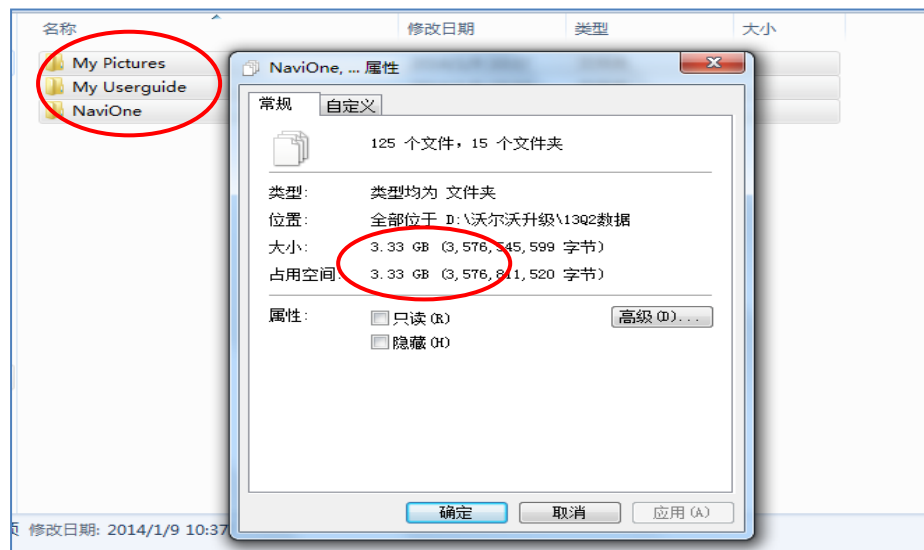 名称 修改日期 类型 大小
My Pictures
My Userguide
NaviOne
NaviOne, ... 属性
常规 自定义
125 个文件，15 个文件夹
类型: 类型均为 文件夹
位置: 全部位于 D:\沃尔沃升级\13Q2数据
大小: 3.33 GB (3,576,545,599 字节)
占用空间: 3.33 GB (3,576,811,520 字节)
属性: 只读(R) 高级(D)...
隐藏(H)
确定 取消 应用(A)
修改日期: 2014/1/9 10:37